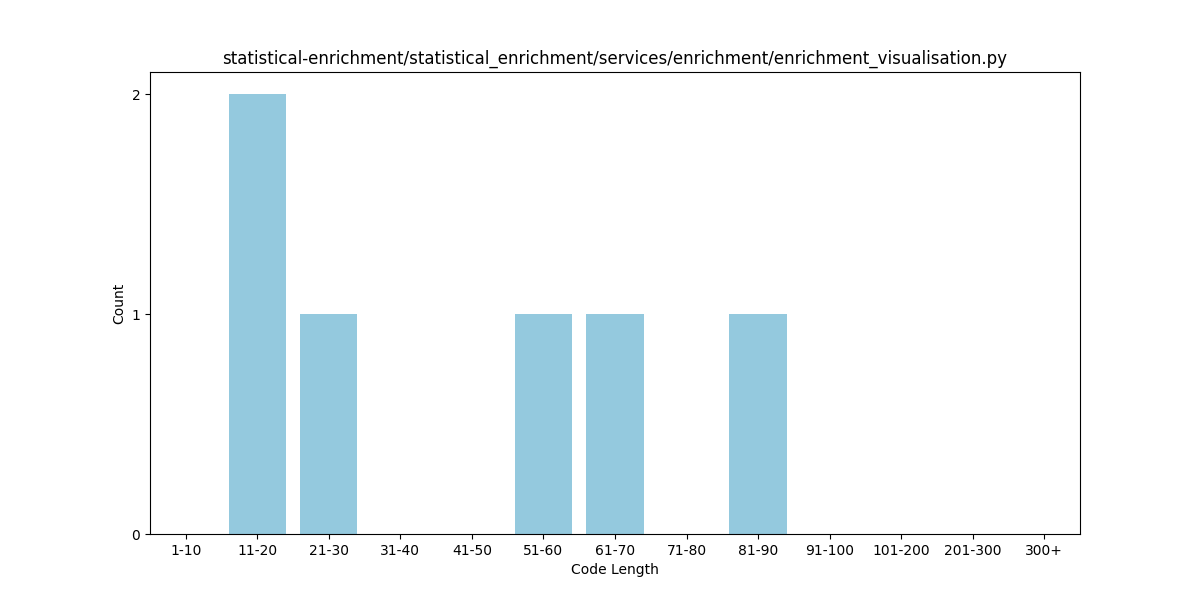 statistical-enrichment/statistical_enrichment/services/enrichment/enrichment_visualisation.py
2
1
0
Count
1-10 11-20 21-30 31-40 41-50 51-60 61-70 71-80 81-90 91-100 101-200 201-300 300+
Code Length